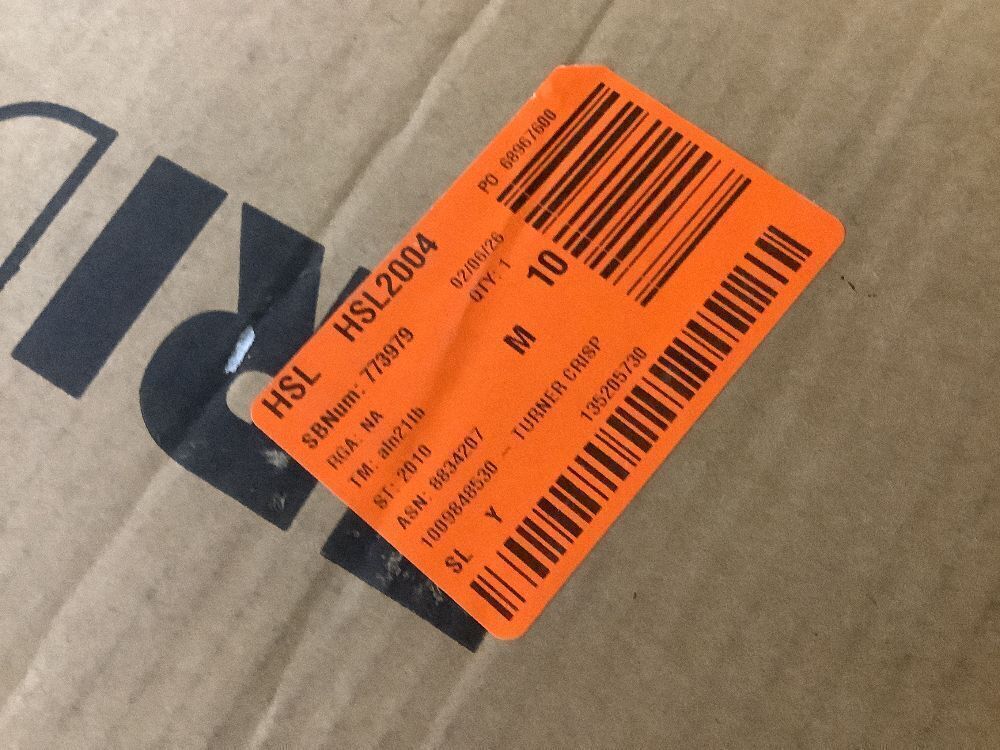 PO 68967600
HSL HSL2004
SBNum: 773979 02/06/26
RGA: NA QTY: 1
TM: aln21tb M 10
ST: 2010
ASN: 8834207
1009848530 - TURNER CRISP
SL Y 135205730